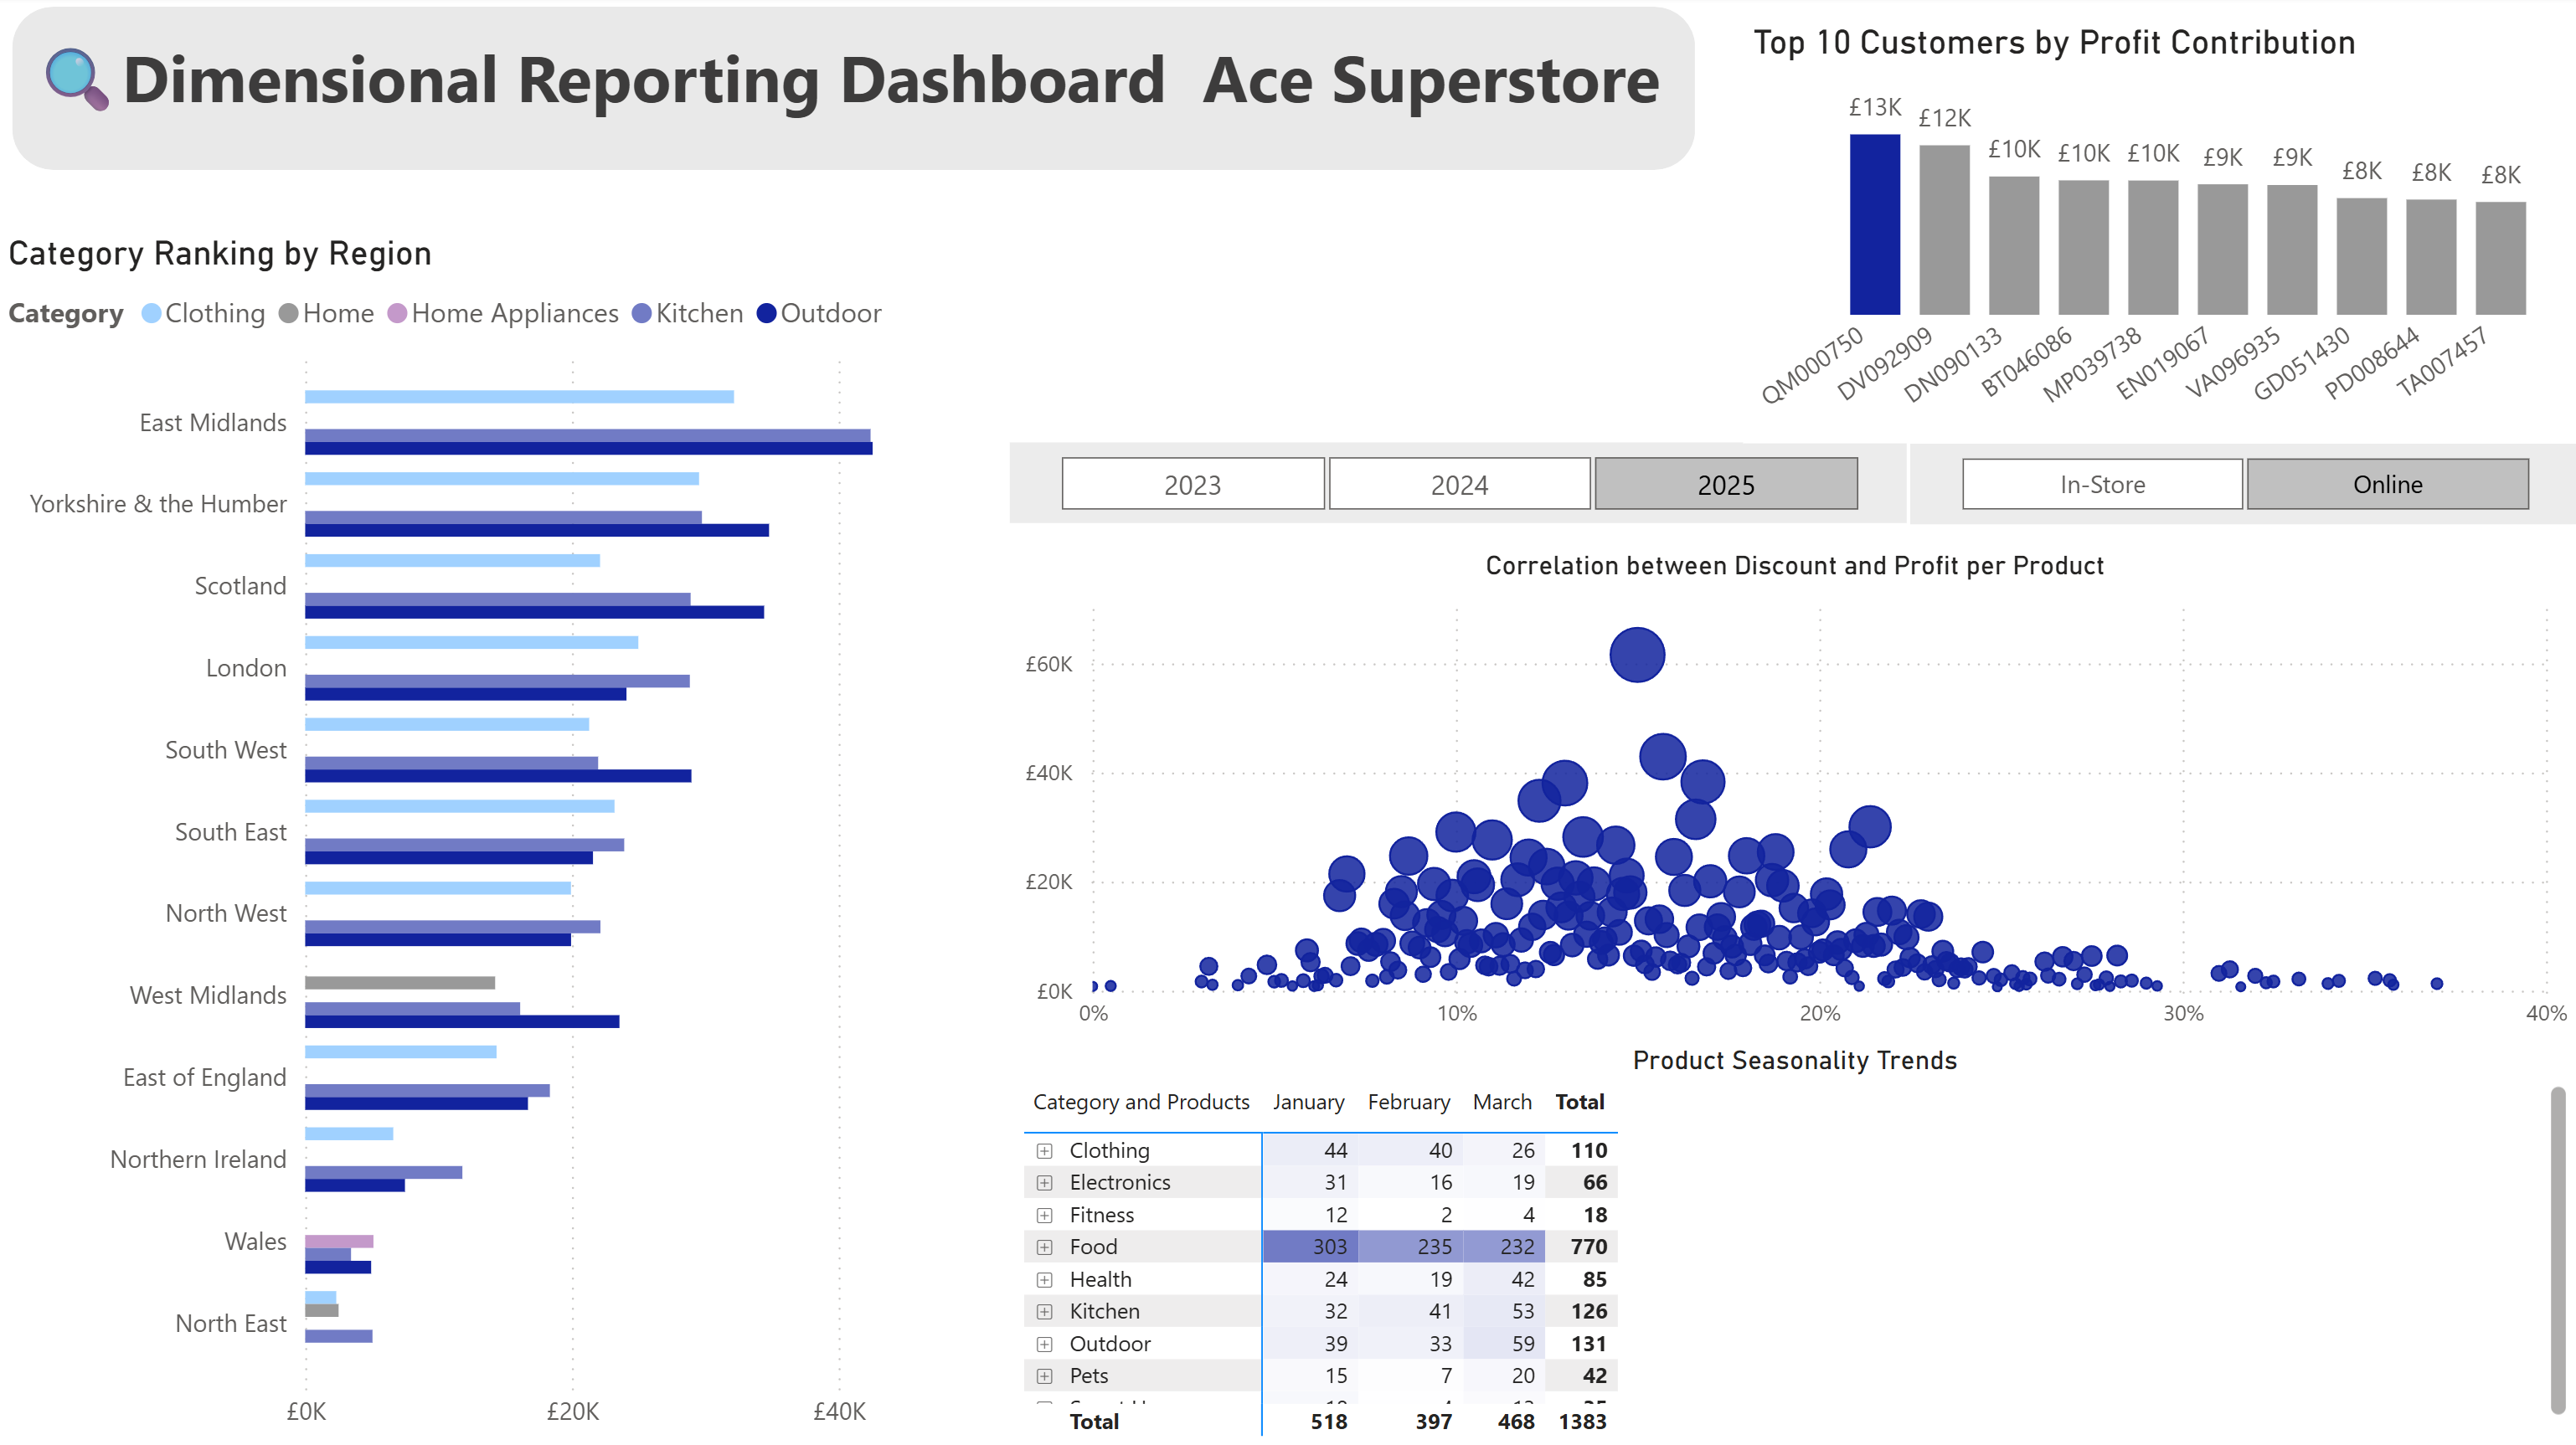 Dimensional Reporting Dashboard Ace Superstore
Top 10 Customers by Profit Contribution
£13K
£12K
£10K £10K £10K £9K £9K £8K £8K £8K
QM000750 DV092909 DN090133 BT046086 MP039738 EN019067 VA096935 GD051430 PD008644 TA007457
Category Ranking by Region
Category Clothing Home Home Appliances Kitchen Outdoor
East Midlands
Yorkshire & the Humber
Scotland
London
South West
South East
North West
West Midlands
East of England
Northern Ireland
Wales
North East
£0K £20K £40K
2023 2024 2025 In-Store Online
Correlation between Discount and Profit per Product
£60K
£40K
£20K
£0K
0% 10% 20% 30% 40%
Product Seasonality Trends
Category and Products January February March Total
Clothing 44 40 26 110
Electronics 31 16 19 66
Fitness 12 2 4 18
Food 303 235 232 770
Health 24 19 42 85
Kitchen 32 41 53 126
Outdoor 39 33 59 131
Pets 15 7 20 42
Total 518 397 468 1383